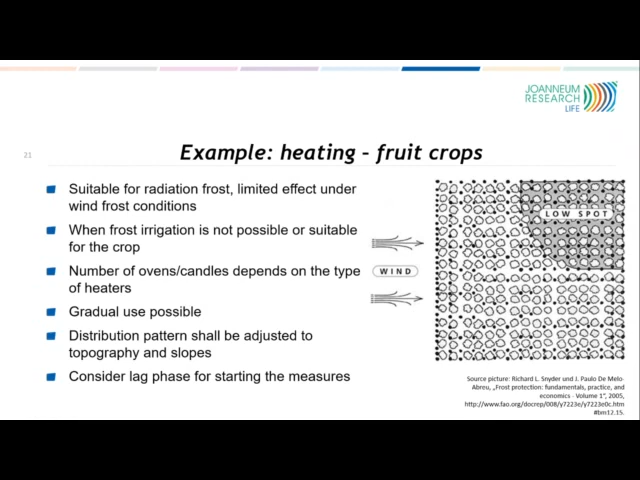 JOANNEUM
RESEARCH
LIFE
21
Example: heating – fruit crops
Suitable for radiation frost, limited effect under
wind frost conditions
When frost irrigation is not possible or suitable
for the crop
Number of ovens/candles depends on the type
of heaters
Gradual use possible
Distribution pattern shall be adjusted to
topography and slopes
Consider lag phase for starting the measures
LOW SPOT
WIND
Source picture: Richard L. Snyder und J. Paulo De Melo-
Abreu, „Frost protection: fundamentals, practice, and
economics - Volume 1“, 2005,
http://www.fao.org/docrep/008/y7223e/y7223e0c.htm
#bm12.15.